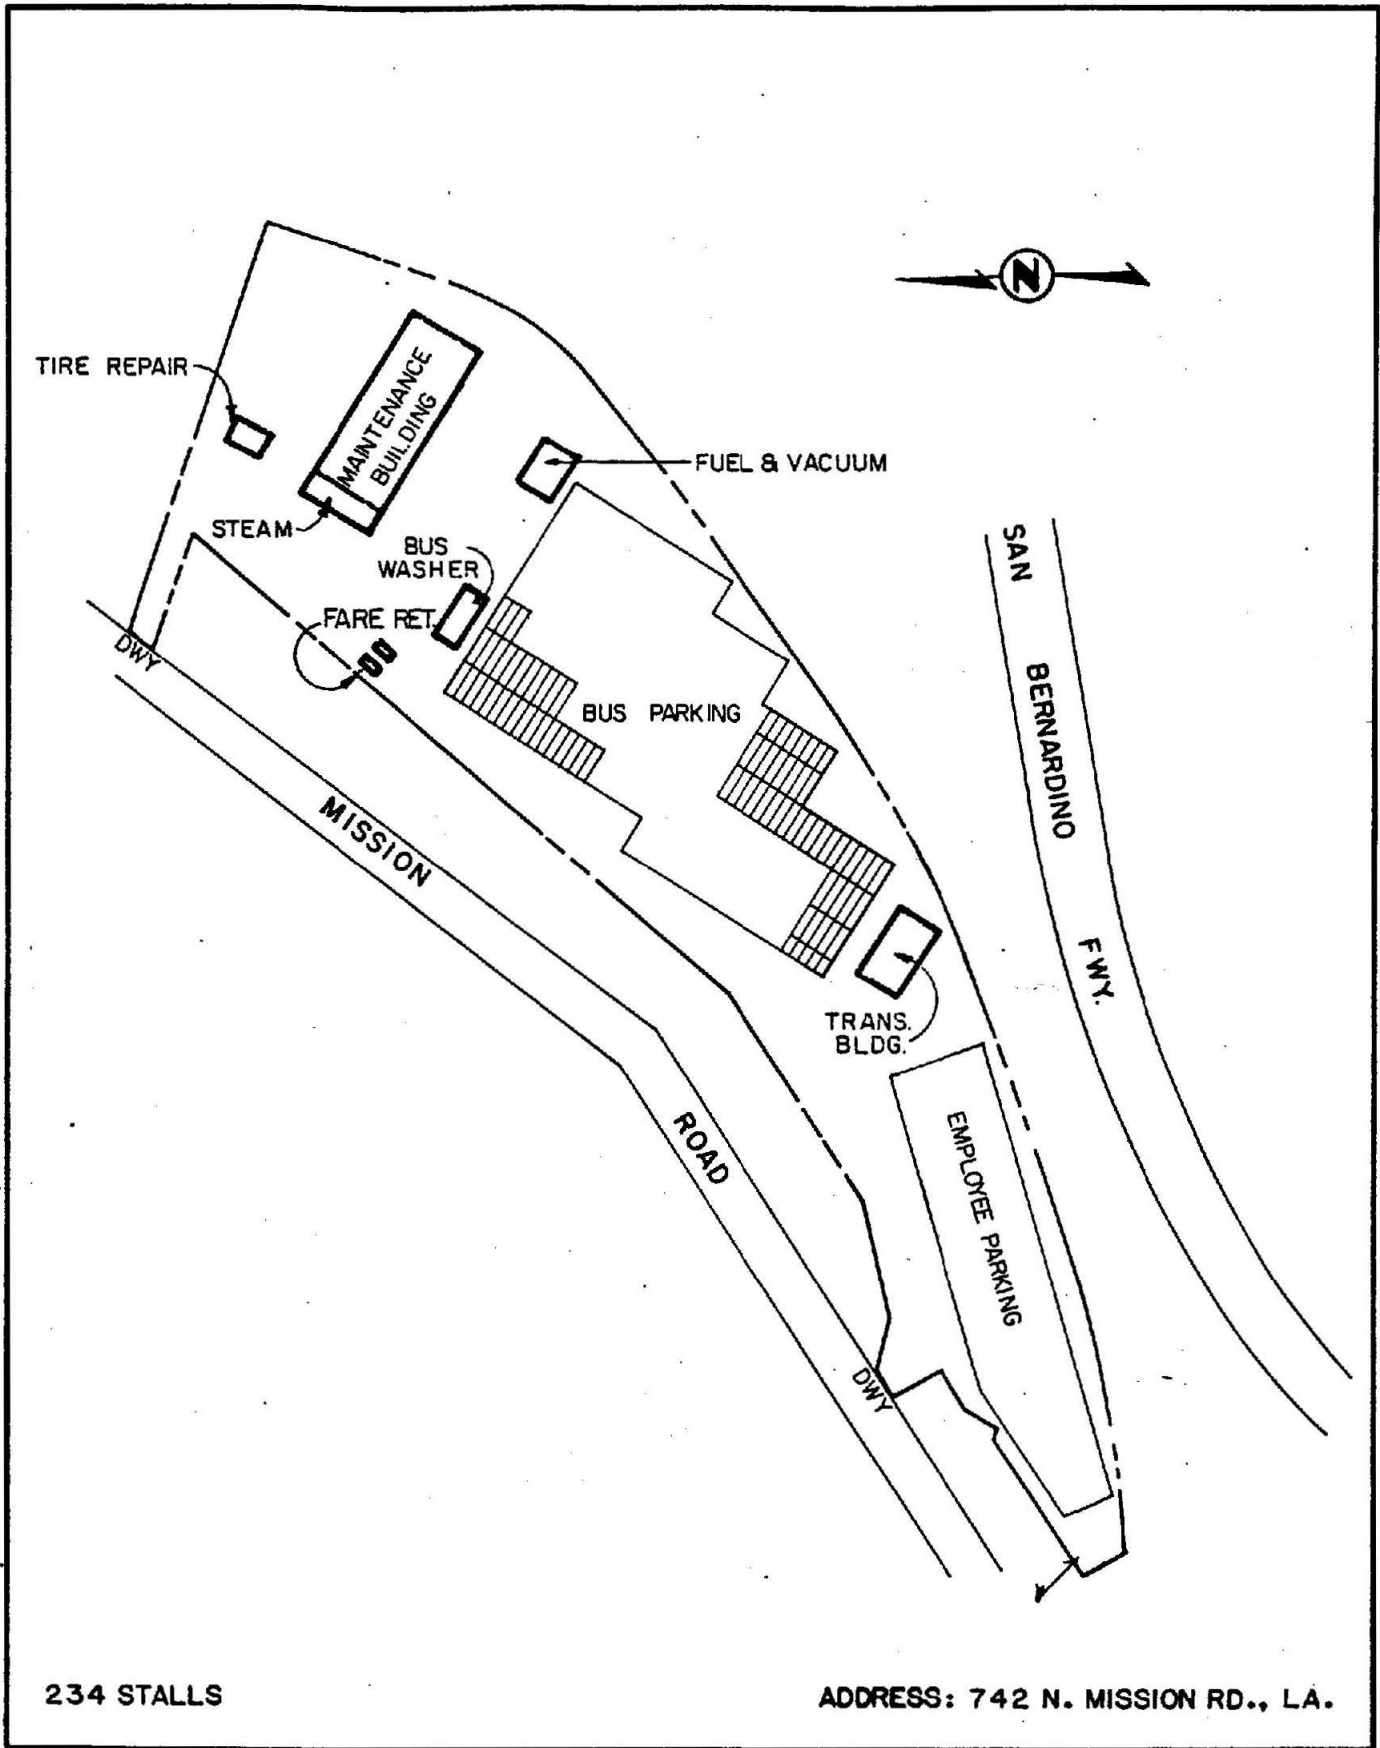 N
TIRE REPAIR
MAINTENANCE
BUILDING
FUEL & VACUUM
STEAM
BUS
WASHER
FARE RET.
DWY
SAN BERNARDINO FWY.
BUS PARKING
MISSION ROAD
TRANS.
BLDG.
EMPLOYEE PARKING
DWY
234 STALLS
ADDRESS: 742 N. MISSION RD., LA.